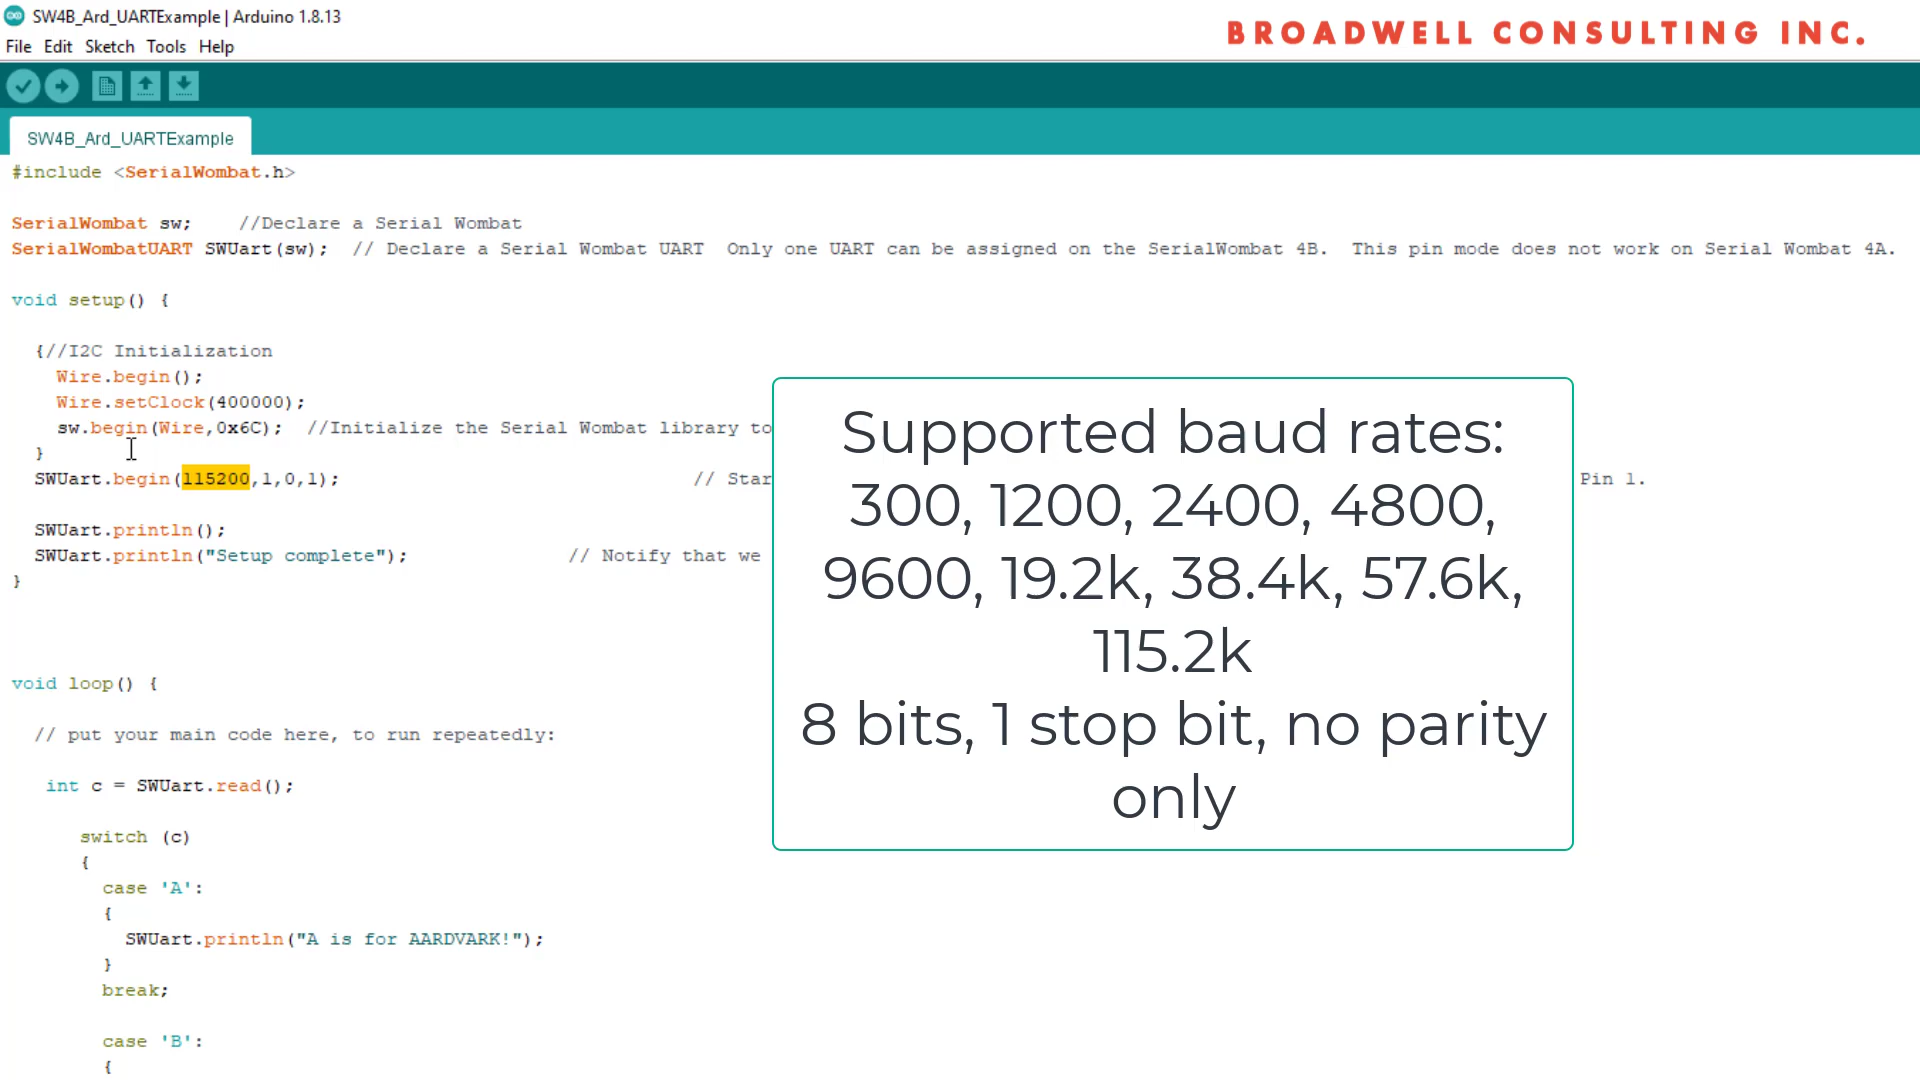 SW4B_Ard_UARTExample | Arduino 1.8.13
BROADWELL CONSULTING INC.
File Edit Sketch Tools Help
SW4B_Ard_UARTExample
#include <SerialWombat.h>
SerialWombat sw;    //Declare a Serial Wombat
SerialWombatUART SWUart(sw);  // Declare a Serial Wombat UART  Only one UART can be assigned on the SerialWombat 4B.  This pin mode does not work on Serial Wombat 4A.
void setup() {
{//I2C Initialization
Wire.begin();
Wire.setClock(400000);
sw.begin(Wire,0x6C);  //Initialize the Serial Wombat library to
}
SWUart.begin(115200,1,0,1);    // Star    Pin 1.
SWUart.println();
SWUart.println("Setup complete");    // Notify that we
}
Supported baud rates:
300, 1200, 2400, 4800,
9600, 19.2k, 38.4k, 57.6k,
115.2k
8 bits, 1 stop bit, no parity
only
void loop() {
// put your main code here, to run repeatedly:
int c = SWUart.read();
switch (c)
{
case 'A':
{
SWUart.println("A is for AARDVARK!");
}
break;
case 'B':
{